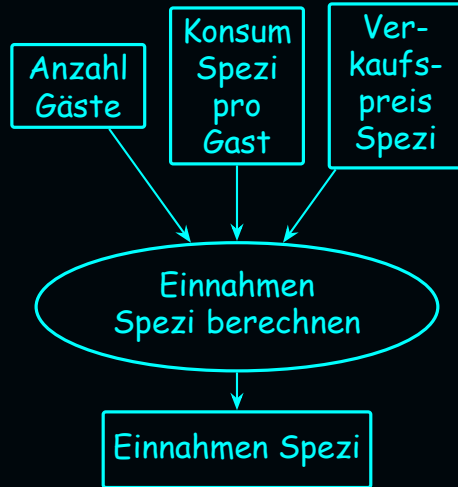 Anzahl
Gäste
Konsum
Spezi
pro
Gast
Ver-
kaufs-
preis
Spezi
Einnahmen
Spezi berechnen
Einnahmen Spezi